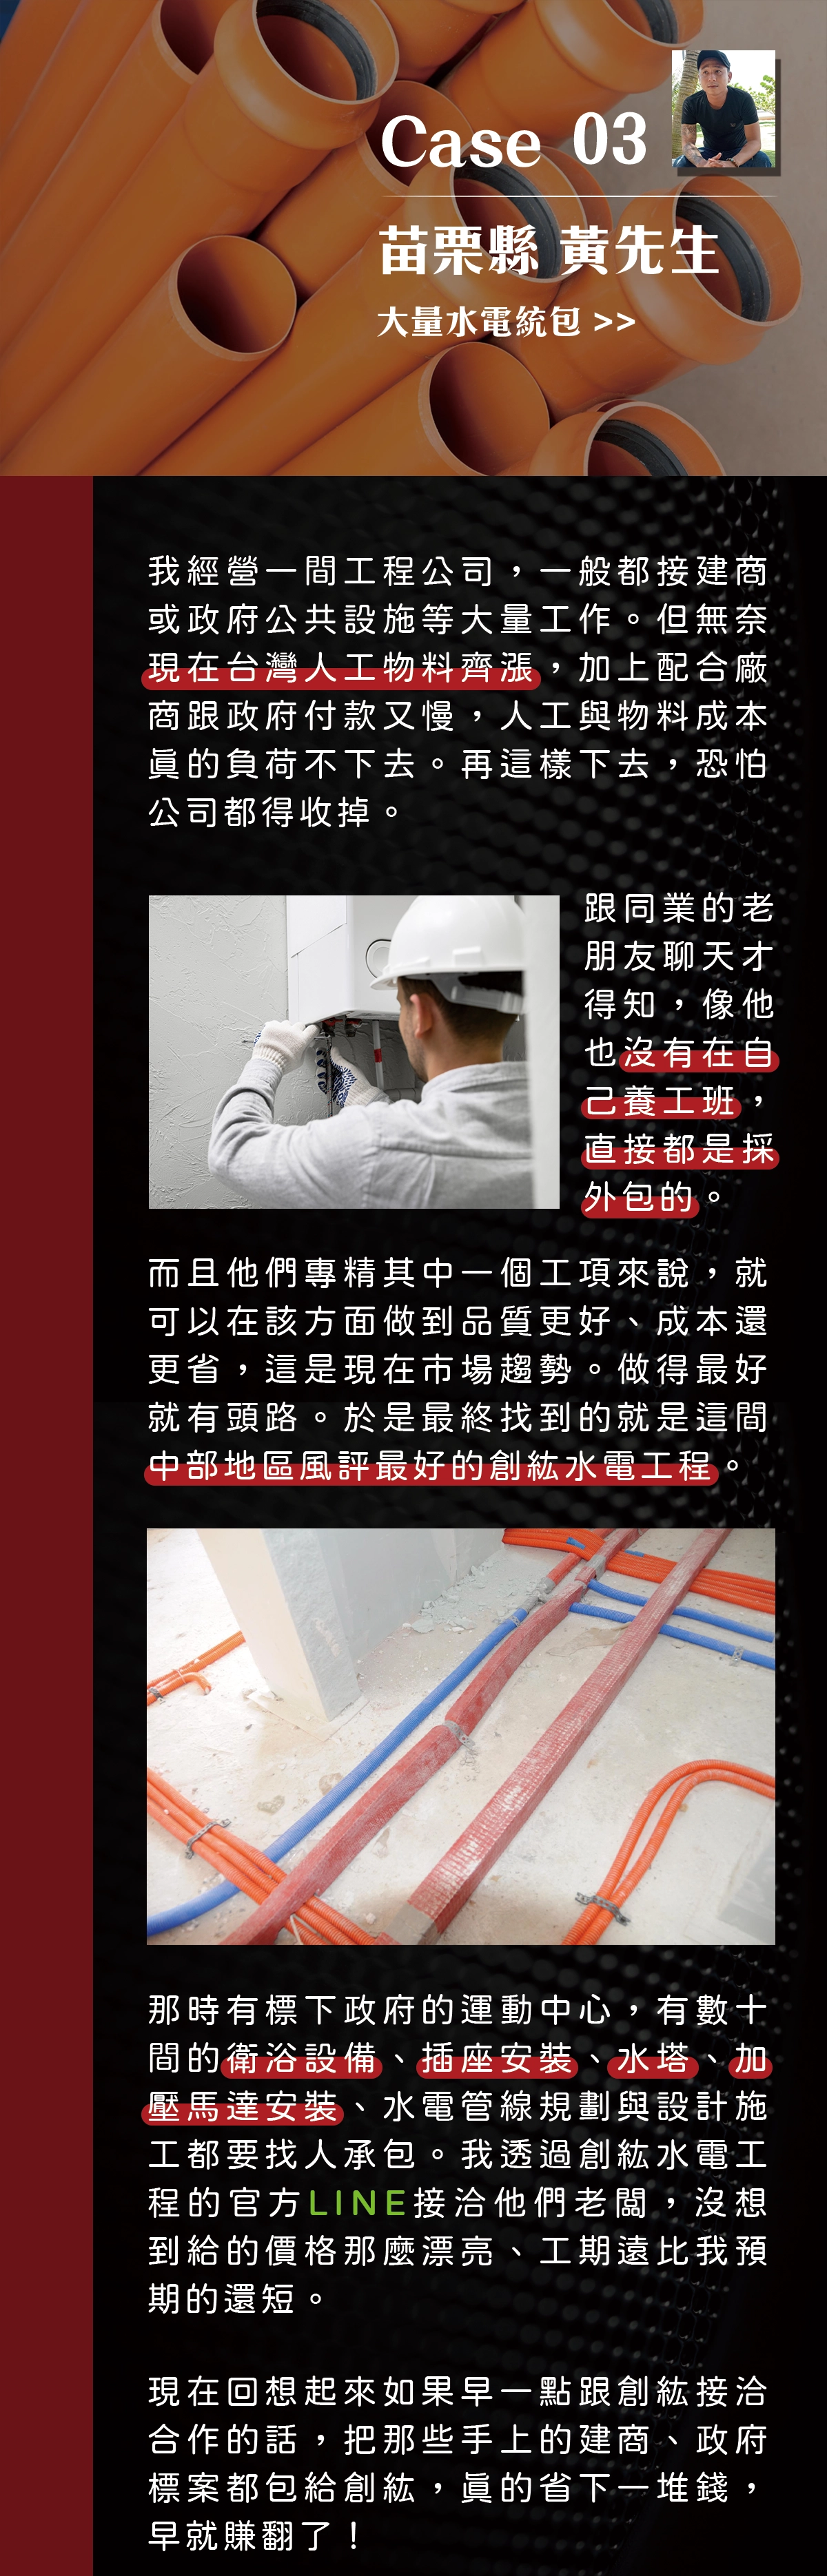 Case 03
苗栗縣 黃先生
大量水電統包 >>
我經營一間工程公司，一般都接建商
或政府公共設施等大量工作。但無奈
現在台灣人工物料齊漲，加上配合廠
商跟政府付款又慢，人工與物料成本
真的負荷不下去。再這樣下去，恐怕
公司都得收掉。
跟同業的老
朋友聊天才
得知，像他
也沒有在自
己養工班，
直接都是採
外包的。
而且他們專精其中一個工項來說，就
可以在該方面做到品質更好、成本還
更省，這是現在市場趨勢。做得最好
就有頭路。於是最終找到的就是這間
中部地區風評最好的創紘水電工程。
那時有標下政府的運動中心，有數十
間的衛浴設備、插座安裝、水塔、加
壓馬達安裝、水電管線規劃與設計施
工都要找人承包。我透過創紘水電工
程的官方LINE接洽他們老闆，沒想
到給的價格那麼漂亮、工期遠比我預
期的還短。
現在回想起來如果早一點跟創紘接洽
合作的話，把那些手上的建商、政府
標案都包給創紘，真的省下一堆錢，
早就賺翻了！